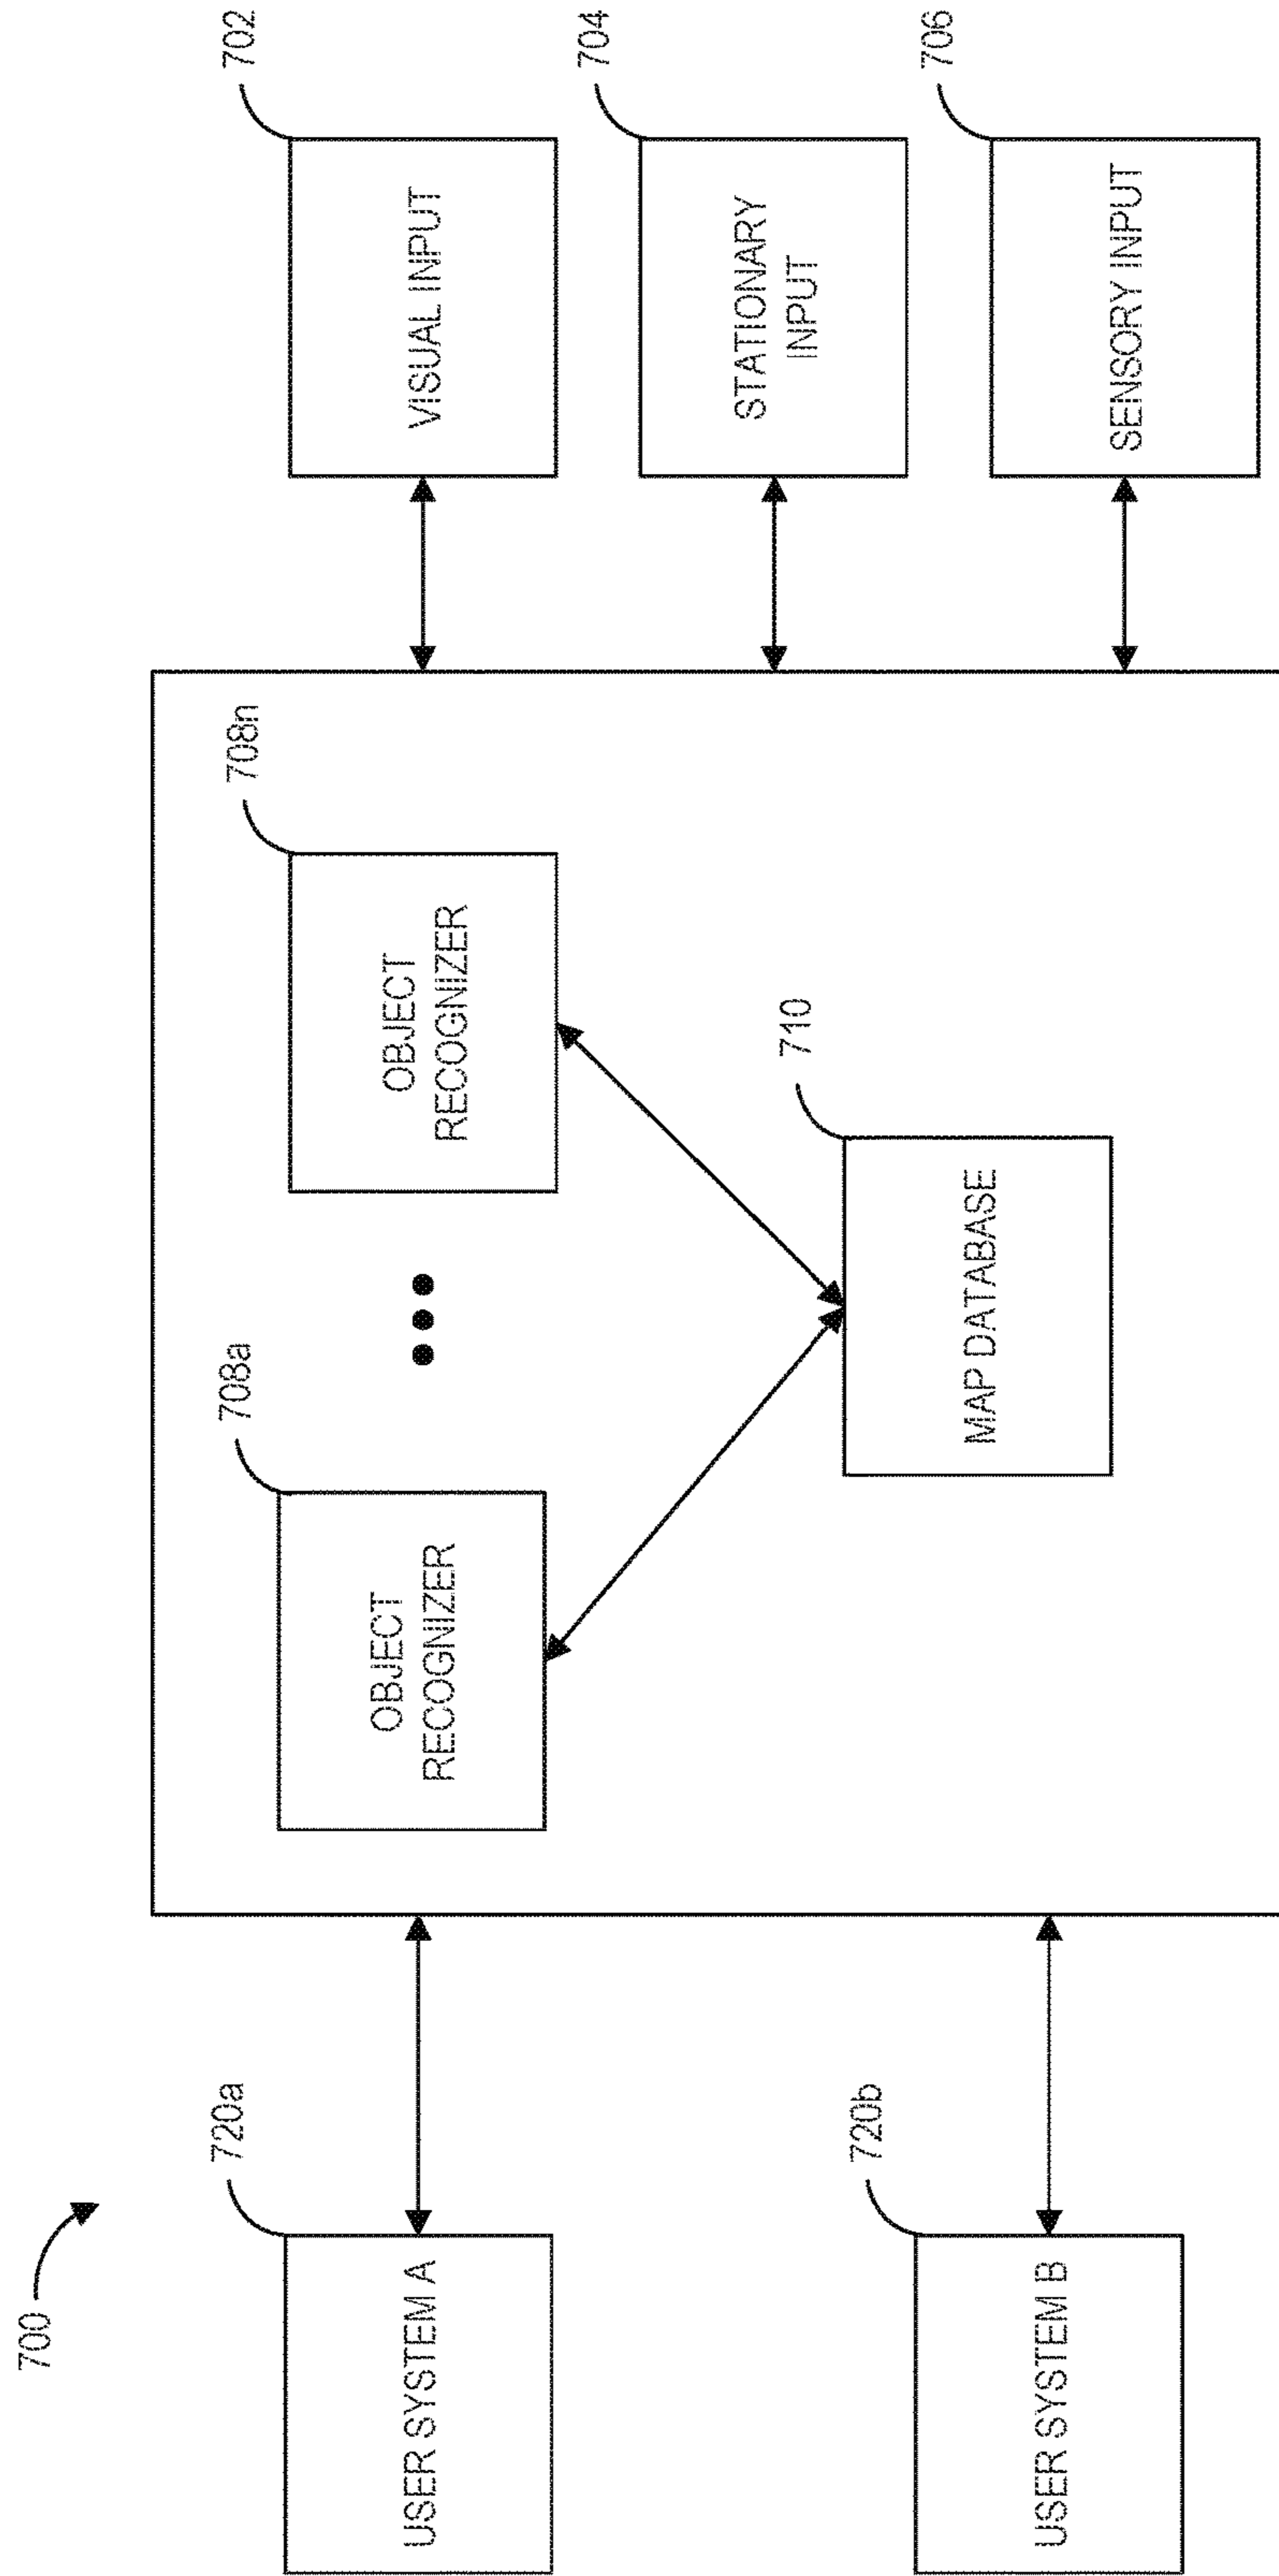 700
720a
USER SYSTEM A
720b
USER SYSTEM B
708a
OBJECT
RECOGNIZER
708n
OBJECT
RECOGNIZER
710
MAP DATABASE
702
VISUAL INPUT
704
STATIONARY
INPUT
706
SENSORY INPUT